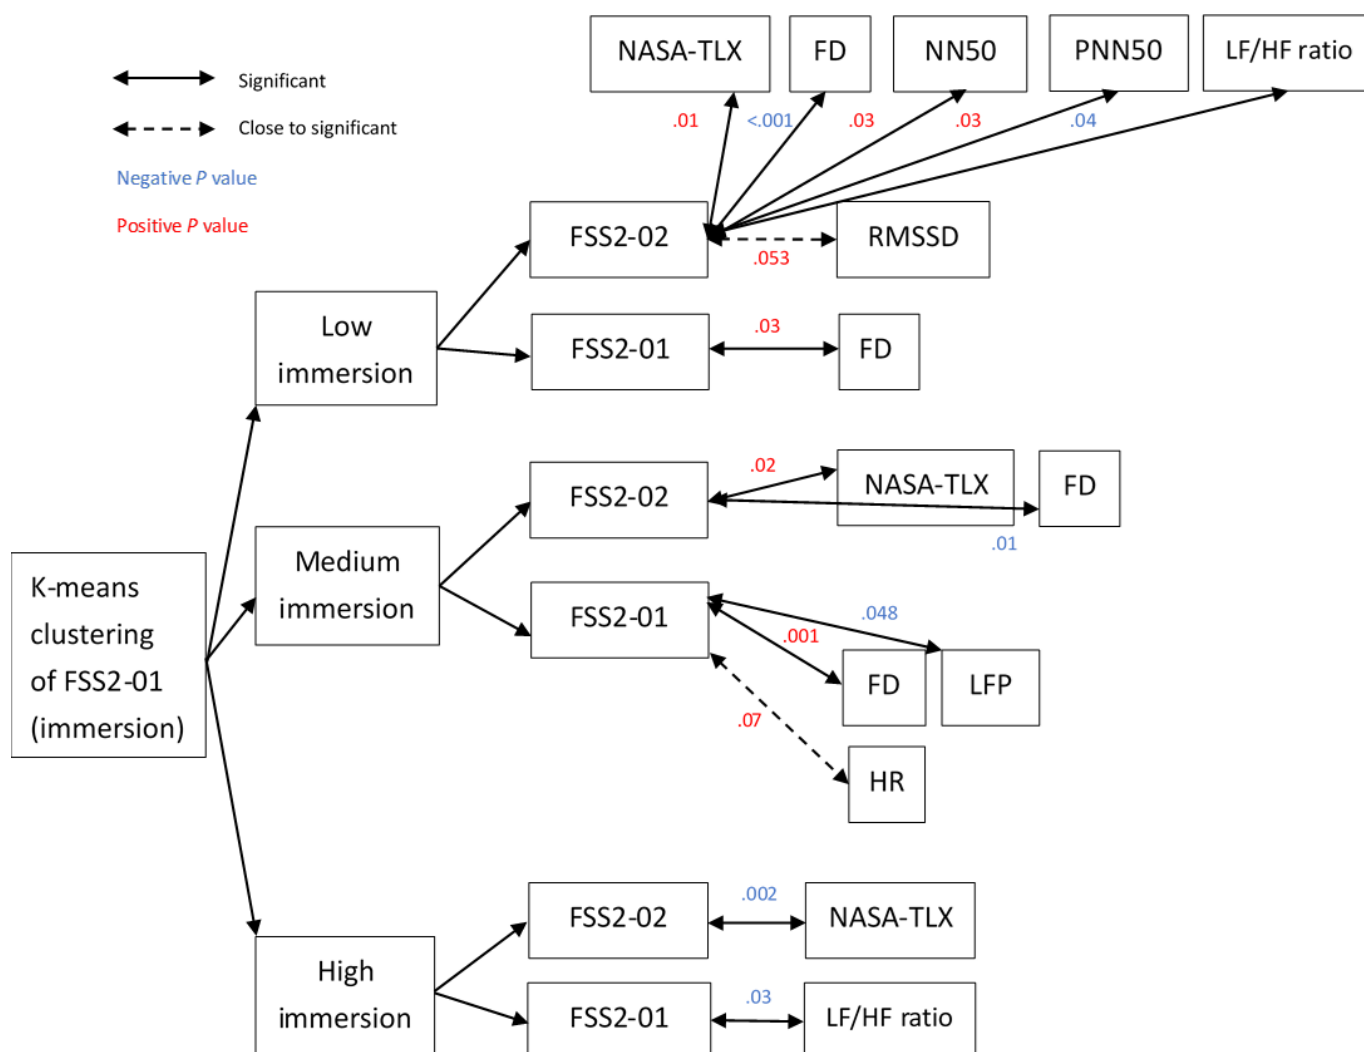 NASA-TLX
FD
NN50
PNN50
LF/HF ratio
Significant
Close to significant
Negative P value
Positive P value
.01
<.001
.03
.03
.04
FSS2-02
.053
RMSSD
Low
immersion
FSS2-01
.03
FD
FSS2-02
.02
NASA-TLX
FD
.01
Medium
immersion
FSS2-01
.048
.001
FD
LFP
.07
HR
K-means
clustering
of FSS2-01
(immersion)
FSS2-02
.002
NASA-TLX
High
immersion
FSS2-01
.03
LF/HF ratio